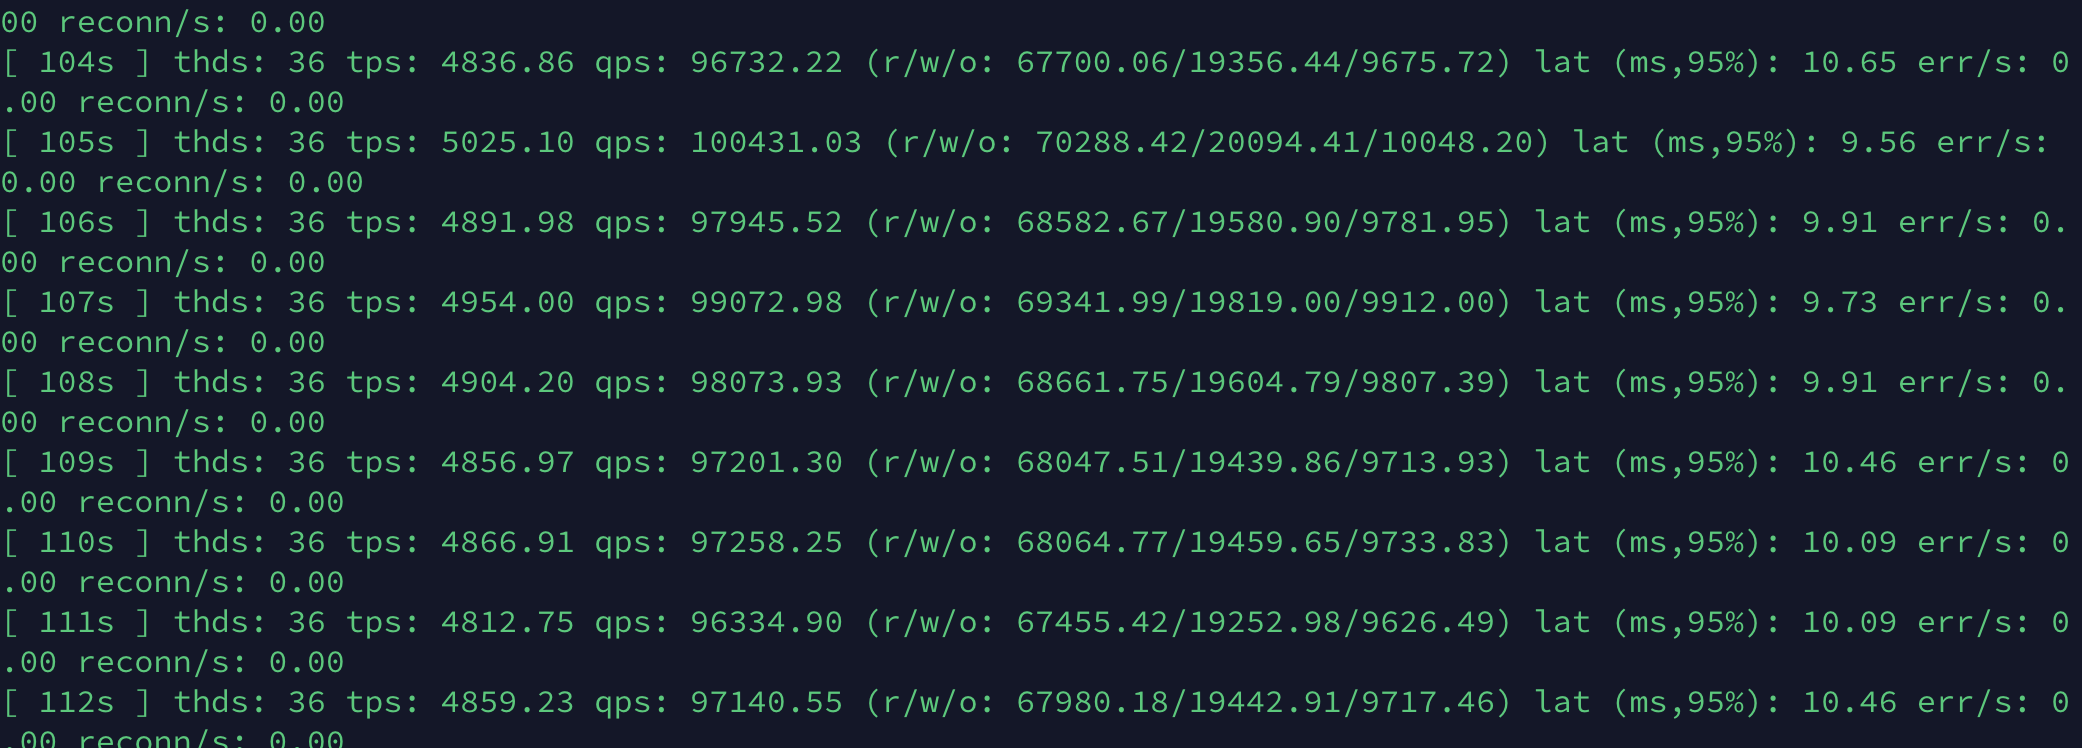 00 reconn/s: 0.00
[ 104s ] thds: 36 tps: 4836.86 qps: 96732.22 (r/w/o: 67700.06/19356.44/9675.72) lat (ms,95%): 10.65 err/s: 0
.00 reconn/s: 0.00
[ 105s ] thds: 36 tps: 5025.10 qps: 100431.03 (r/w/o: 70288.42/20094.41/10048.20) lat (ms,95%): 9.56 err/s:
0.00 reconn/s: 0.00
[ 106s ] thds: 36 tps: 4891.98 qps: 97945.52 (r/w/o: 68582.67/19580.90/9781.95) lat (ms,95%): 9.91 err/s: 0.
00 reconn/s: 0.00
[ 107s ] thds: 36 tps: 4954.00 qps: 99072.98 (r/w/o: 69341.99/19819.00/9912.00) lat (ms,95%): 9.73 err/s: 0.
00 reconn/s: 0.00
[ 108s ] thds: 36 tps: 4904.20 qps: 98073.93 (r/w/o: 68661.75/19604.79/9807.39) lat (ms,95%): 9.91 err/s: 0.
00 reconn/s: 0.00
[ 109s ] thds: 36 tps: 4856.97 qps: 97201.30 (r/w/o: 68047.51/19439.86/9713.93) lat (ms,95%): 10.46 err/s: 0
.00 reconn/s: 0.00
[ 110s ] thds: 36 tps: 4866.91 qps: 97258.25 (r/w/o: 68064.77/19459.65/9733.83) lat (ms,95%): 10.09 err/s: 0
.00 reconn/s: 0.00
[ 111s ] thds: 36 tps: 4812.75 qps: 96334.90 (r/w/o: 67455.42/19252.98/9626.49) lat (ms,95%): 10.09 err/s: 0
.00 reconn/s: 0.00
[ 112s ] thds: 36 tps: 4859.23 qps: 97140.55 (r/w/o: 67980.18/19442.91/9717.46) lat (ms,95%): 10.46 err/s: 0
.00 reconn/s: 0.00